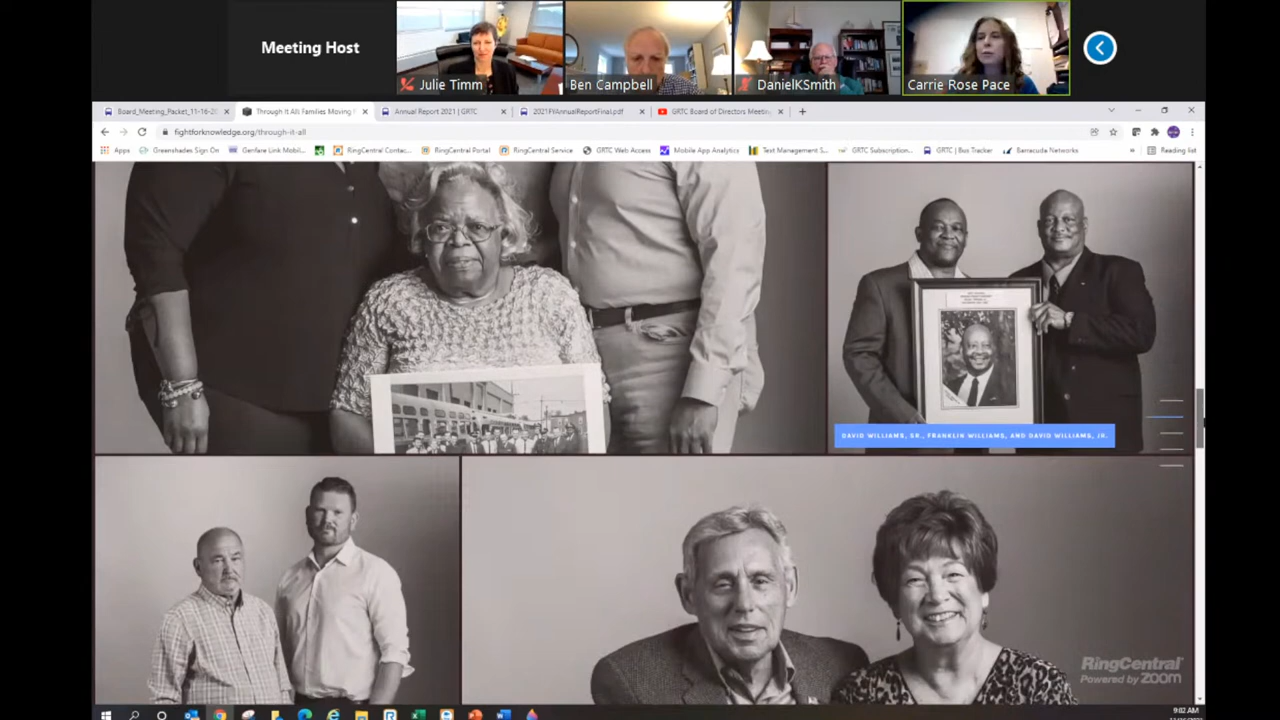 Meeting Host
Julie Timm
Ben Campbell
DanielKSmith
Carrie Rose Pace
Board_Meeting_Packet_11-16-20
Through It All: Families Moving
Annual Report 2021 | GRTC
2021FYAnnualReportFinal.pdf
GRTC Board of Directors Meetin
fightforknowledge.org/through-it-all
Apps
Greenshades Sign On
Genfare Link Mobil...
RingCentral Contac...
RingCentral Portal
RingCentral Service
GRTC Web Access
Mobile App Analytics
Text Management S...
GRTC Subscription...
GRTC | Bus Tracker
Barracuda Networks
»
Reading list
DAVID WILLIAMS, SR., FRANKLIN WILLIAMS, AND DAVID WILLIAMS, JR.
RingCentral
Powered by zoom
9:02 AM